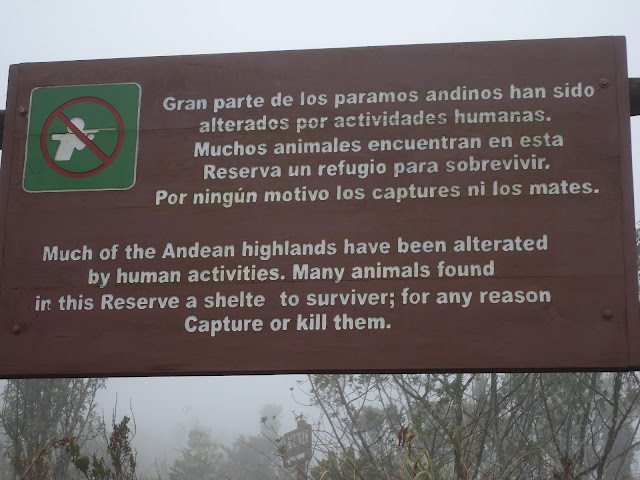 Gran parte de los paramos andinos han sido
alterados por actividades humanas.
Muchos animales encuentran en esta
Reserva un refugio para sobrevivir.
Por ningún motivo los captures ni los mates.
Much of the Andean highlands have been alterated
by human activities. Many animals found
in this Reserve a shelte to surviver; for any reason
Capture or kill them.